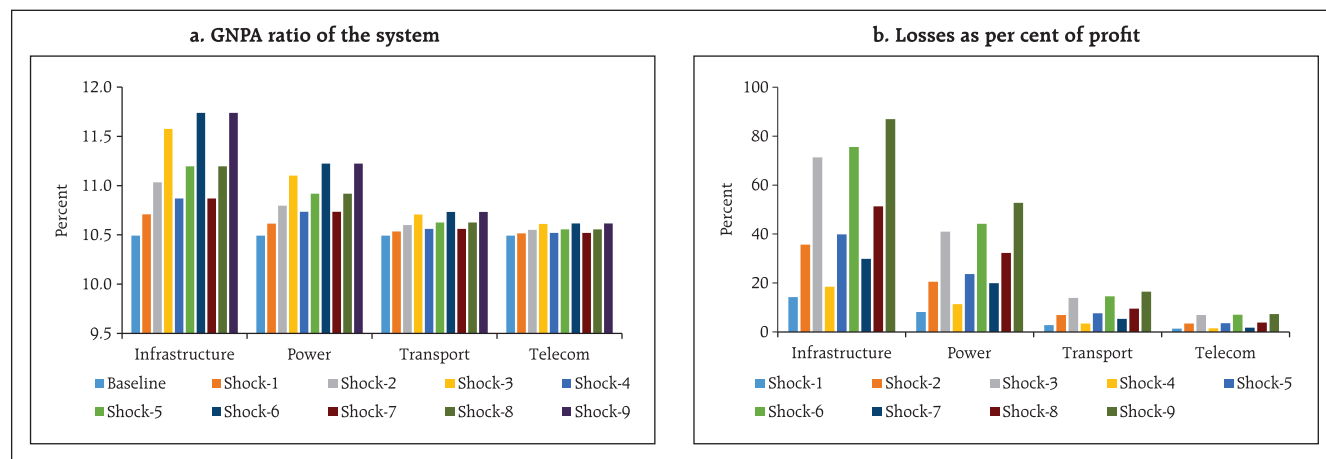 a. GNPA ratio of the system
12.0
11.5
11.0
10.5
10.0
9.5
Percent
Infrastructure Power Transport Telecom
Baseline Shock-1 Shock-2 Shock-3 Shock-4
Shock-5 Shock-6 Shock-7 Shock-8 Shock-9
b. Losses as per cent of profit
100
80
60
40
20
0
Percent
Infrastructure Power Transport Telecom
Shock-1 Shock-2 Shock-3 Shock-4 Shock-5
Shock-6 Shock-7 Shock-8 Shock-9